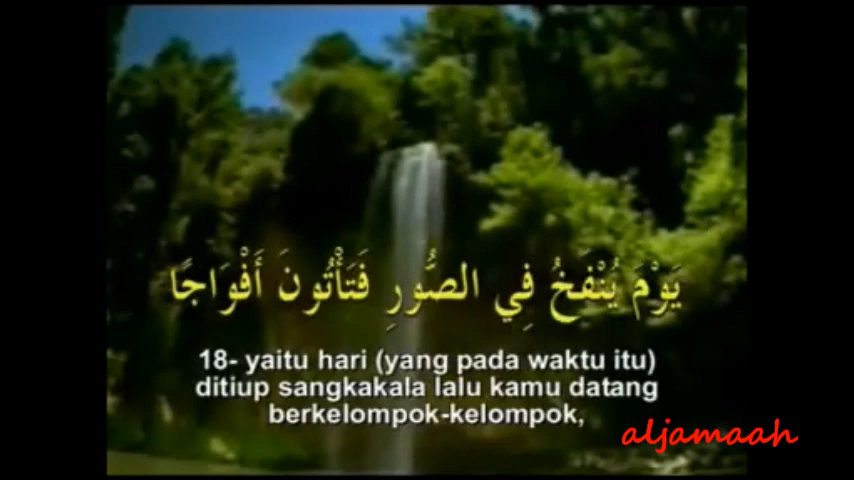 يَوْمَ يُنْفَخُ فِي الصُّورِ فَتَأْتُونَ أَفْوَاجًا
18- yaitu hari (yang pada waktu itu)
ditiup sangkakala lalu kamu datang
berkelompok-kelompok,
aljamaah